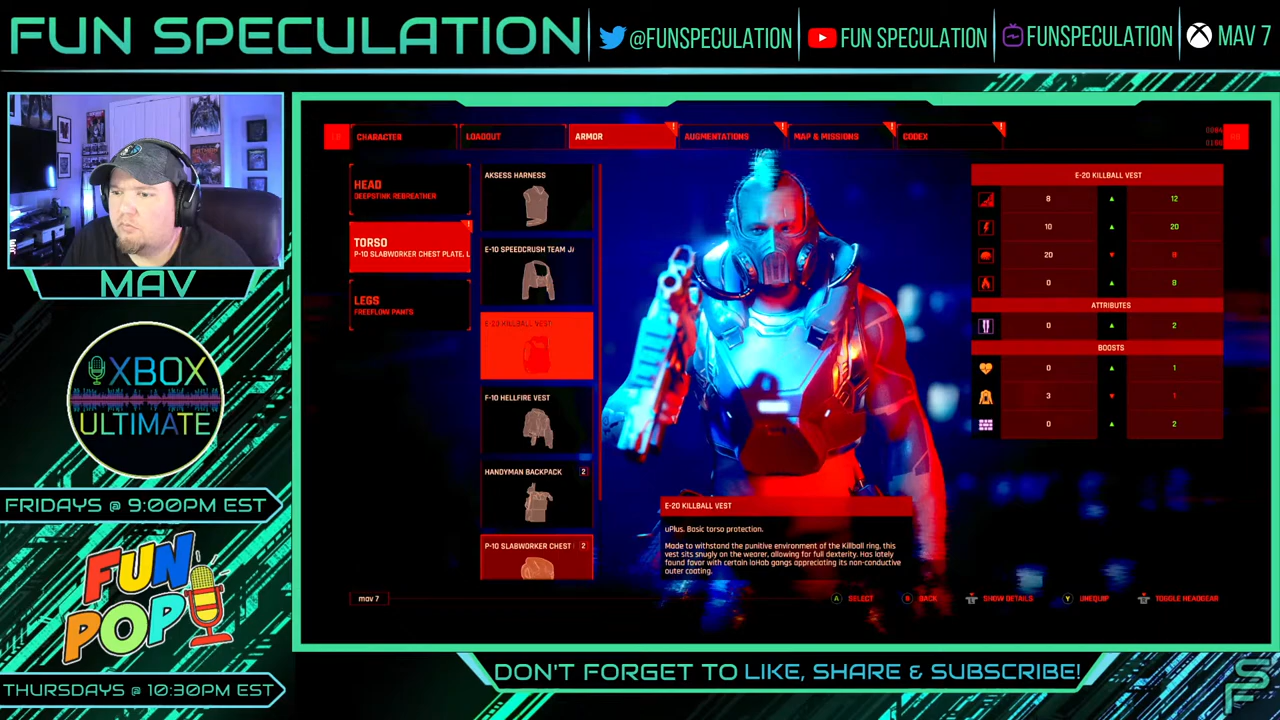 FUN SPECULATION
@FUNSPECULATION
FUN SPECULATION
FUNSPECULATION
MAV 7
MAV
XBOX
ULTIMATE
FRIDAYS @ 9:00PM EST
FUN
POP
THURSDAYS @ 10:30PM EST
CHARACTER
LOADOUT
ARMOR
!
AUGMENTATIONS
!
MAP & MISSIONS
!
CODEX
!
HEAD
DEEPSTINK REBREATHER
TORSO
!
P-10 SLABWORKER CHEST PLATE, L
LEGS
FREEFLOW PANTS
AKSESS HARNESS
E-10 SPEEDCRUSH TEAM JA
E-20 KILLBALL VEST
F-10 HELLFIRE VEST
HANDYMAN BACKPACK
2
P-10 SLABWORKER CHEST
2
E-20 KILLBALL VEST
8 12
10 20
20 0
0 8
ATTRIBUTES
0 2
BOOSTS
0 1
3 1
0 2
E-20 KILLBALL VEST
uPlus. Basic torso protection.
Made to withstand the punitive environment of the Killball ring, this
vest sits snugly on the wearer, allowing for full dexterity. Has lately
found favor with certain IoHab gangs appreciating its non-conductive
outer coating.
mav 7
A SELECT
B BACK
SHOW DETAILS
Y UNEQUIP
TOGGLE HEADGEAR
DON'T FORGET TO LIKE, SHARE & SUBSCRIBE!
SF